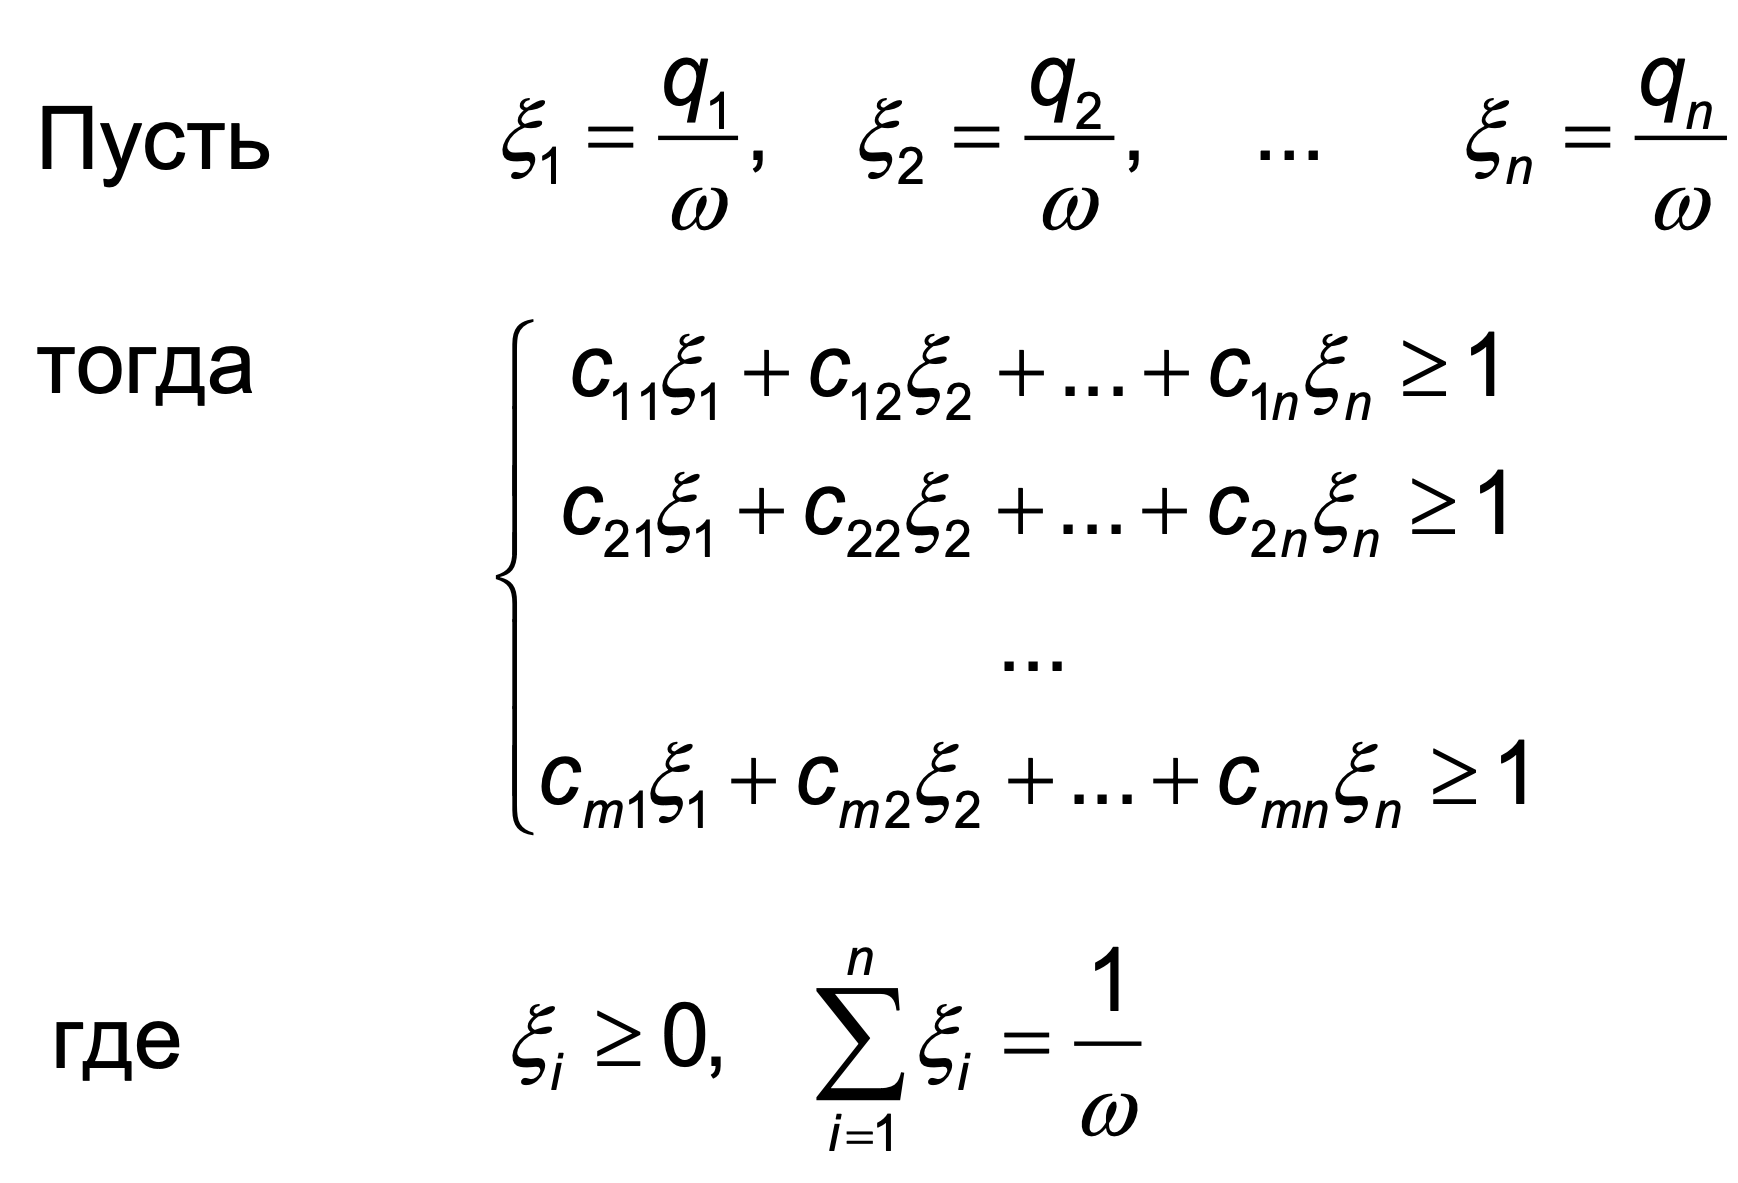 Пусть ξ₁ = q₁/ω, ξ₂ = q₂/ω, ... ξₙ = qₙ/ω
тогда c₁₁ξ₁ + c₁₂ξ₂ + ... + c₁ₙξₙ ≥ 1
c₂₁ξ₁ + c₂₂ξ₂ + ... + c₂ₙξₙ ≥ 1
...
cₘ₁ξ₁ + cₘ₂ξ₂ + ... + cₘₙξₙ ≥ 1
где ξᵢ ≥ 0, ∑ᵢ₌₁ⁿ ξᵢ = 1/ω